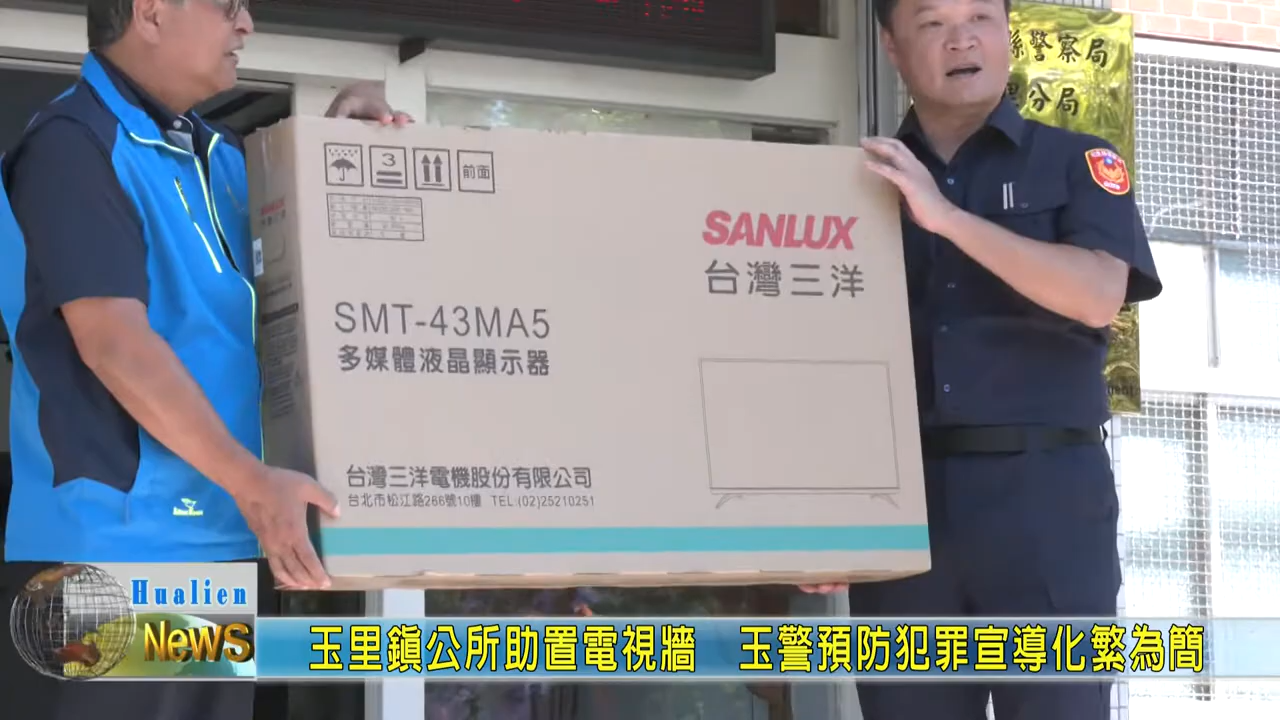 縣警察局
里分局
3
前面
SANLUX
台灣三洋
SMT-43MA5
多媒體液晶顯示器
台灣三洋電機股份有限公司
台北市松江路266號10樓 TEL:(02)25210251
Hualien
News
玉里鎮公所助置電視牆 玉警預防犯罪宣導化繁為簡